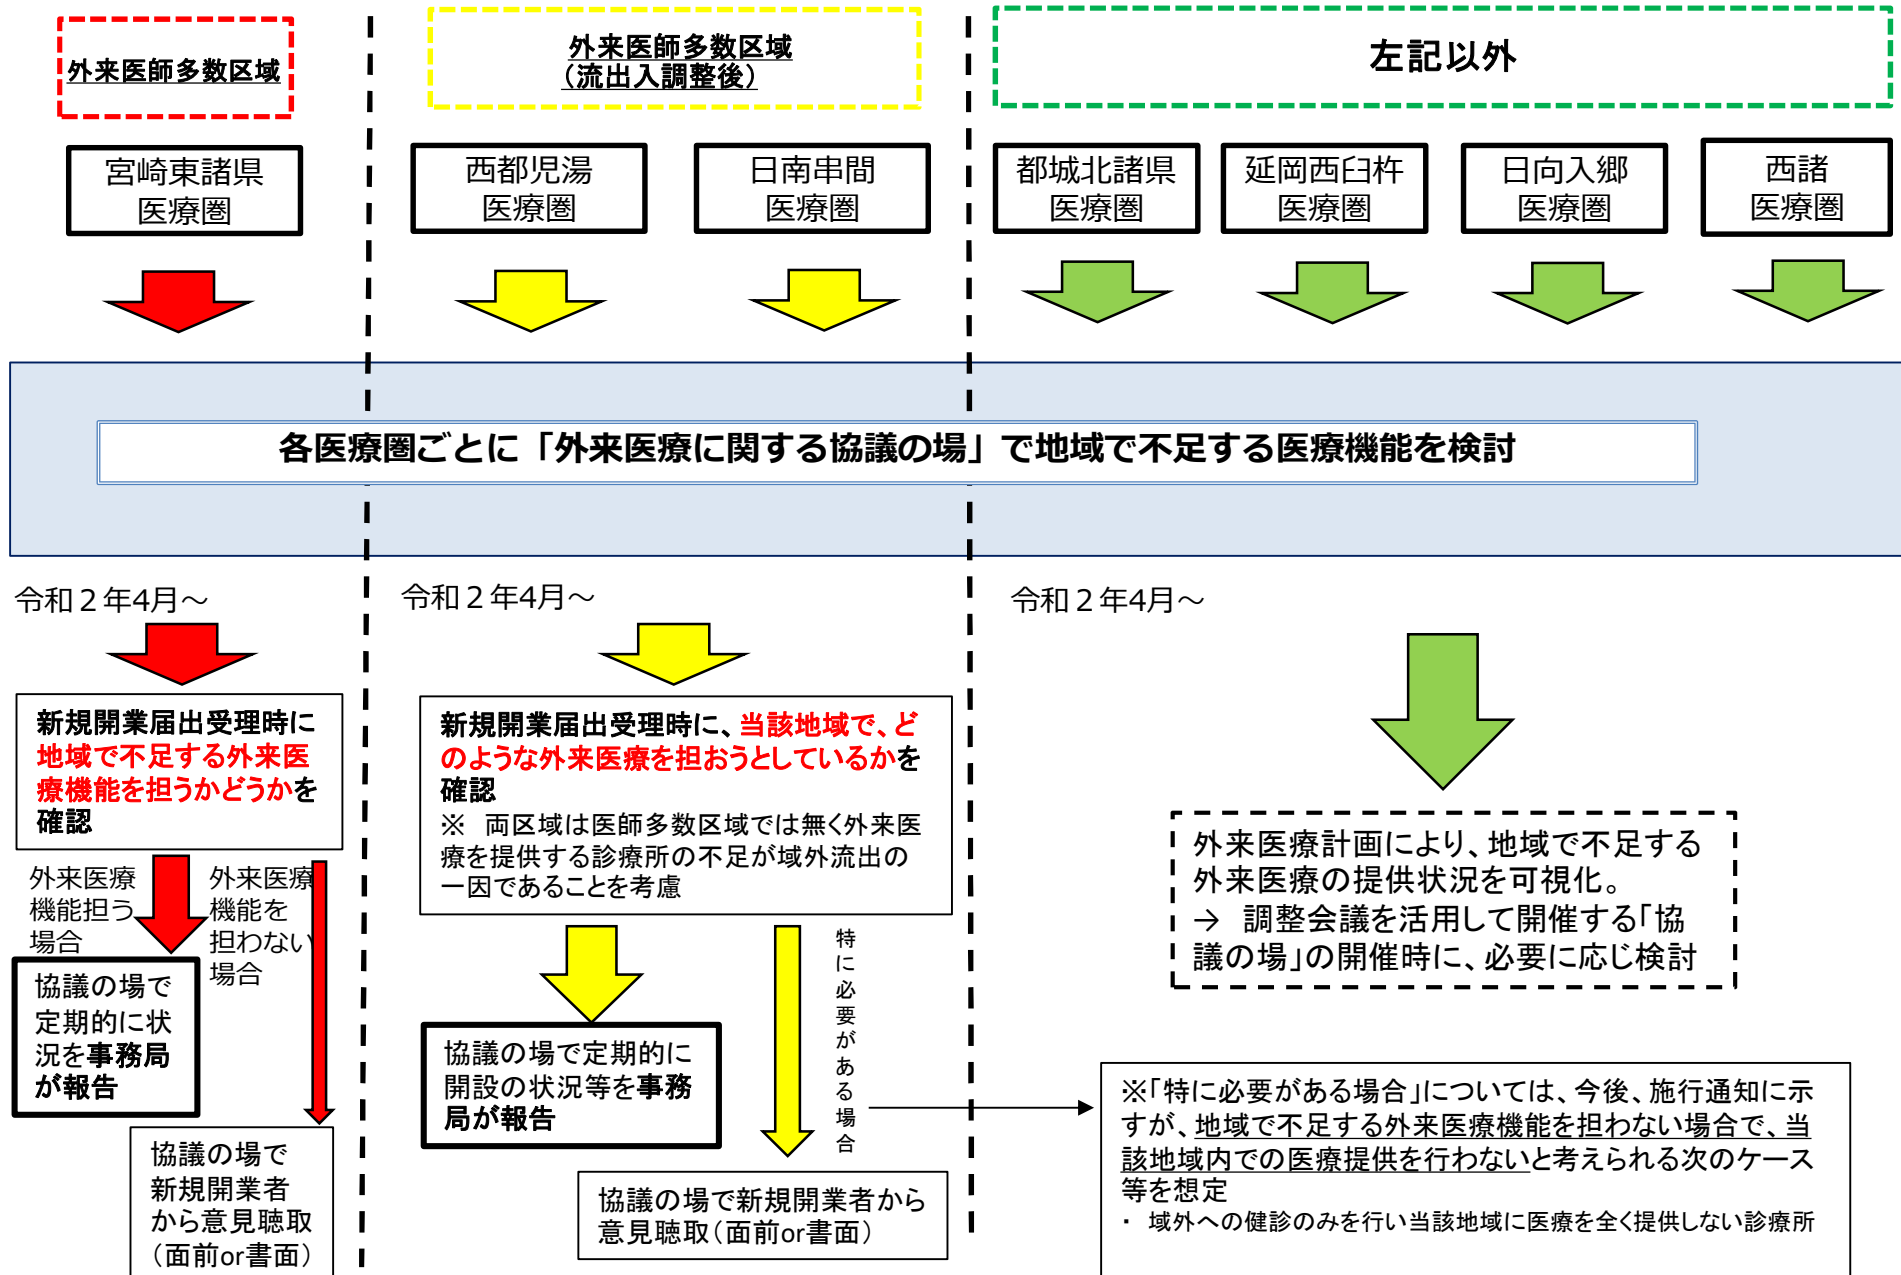 外来医師多数区域
外来医師多数区域
（流出入調整後）
左記以外
宮崎東諸県
医療圏
西都児湯
医療圏
日南串間
医療圏
都城北諸県
医療圏
延岡西臼杵
医療圏
日向入郷
医療圏
西諸
医療圏
各医療圏ごとに「外来医療に関する協議の場」で地域で不足する医療機能を検討
令和２年4月～
新規開業届出受理時に
地域で不足する外来医
療機能を担うかどうかを
確認
外来医療
機能担う
場合
外来医療
機能を
担わない
場合
協議の場で
定期的に状
況を事務局
が報告
協議の場で
新規開業者
から意見聴取
（面前or書面）
令和２年4月～
新規開業届出受理時に、当該地域で、ど
のような外来医療を担おうとしているかを
確認
※　両区域は医師多数区域では無く外来医
療を提供する診療所の不足が域外流出の
一因であることを考慮
特に必要がある場合
協議の場で定期的に
開設の状況等を事務
局が報告
協議の場で新規開業者から
意見聴取（面前or書面）
令和２年4月～
外来医療計画により、地域で不足する
外来医療の提供状況を可視化。
→　調整会議を活用して開催する「協
議の場」の開催時に、必要に応じ検討
※「特に必要がある場合」については、今後、施行通知に示
すが、地域で不足する外来医療機能を担わない場合で、当
該地域内での医療提供を行わないと考えられる次のケース
等を想定
・ 域外への健診のみを行い当該地域に医療を全く提供しない診療所